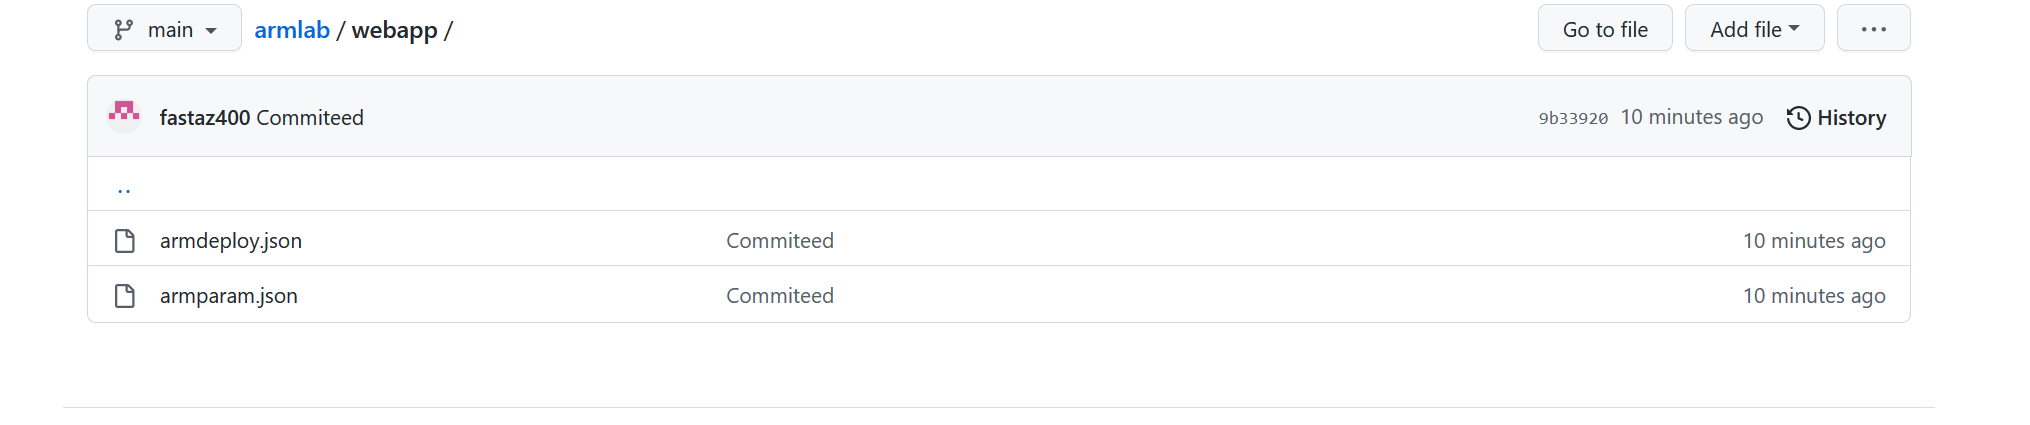 main armlab / webapp / Go to file Add file ...
fastaz400 Commiteed 9b33920 10 minutes ago History
..
armdeploy.json Commiteed 10 minutes ago
armparam.json Commiteed 10 minutes ago